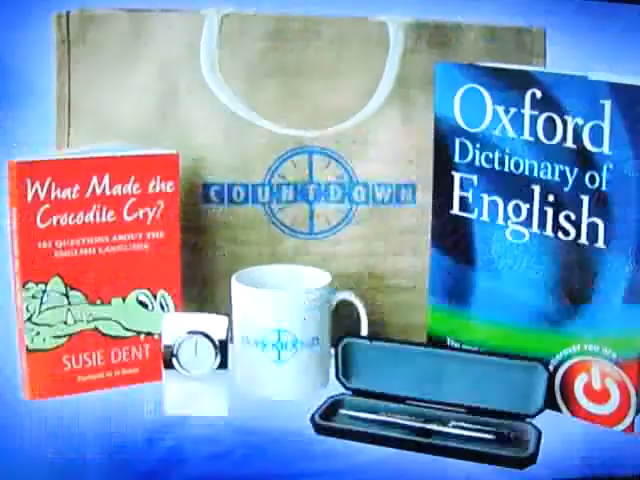 COUNTDOWN
What Made the
Crocodile Cry?
101 QUESTIONS ABOUT THE
ENGLISH LANGUAGE
SUSIE DENT
Oxford
Dictionary of
English